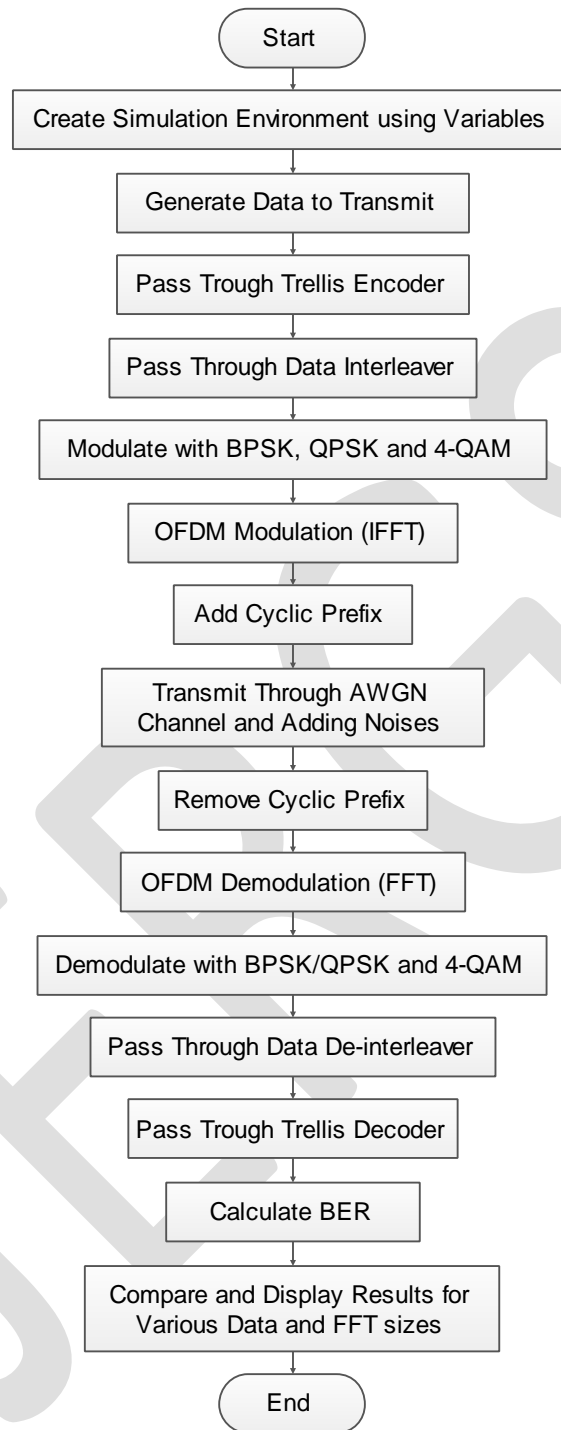 Start
Create Simulation Environment using Variables
Generate Data to Transmit
Pass Trough Trellis Encoder
Pass Through Data Interleaver
Modulate with BPSK, QPSK and 4-QAM
OFDM Modulation (IFFT)
Add Cyclic Prefix
Transmit Through AWGN
Channel and Adding Noises
Remove Cyclic Prefix
OFDM Demodulation (FFT)
Demodulate with BPSK/QPSK and 4-QAM
Pass Through Data De-interleaver
Pass Trough Trellis Decoder
Calculate BER
Compare and Display Results for
Various Data and FFT sizes
End